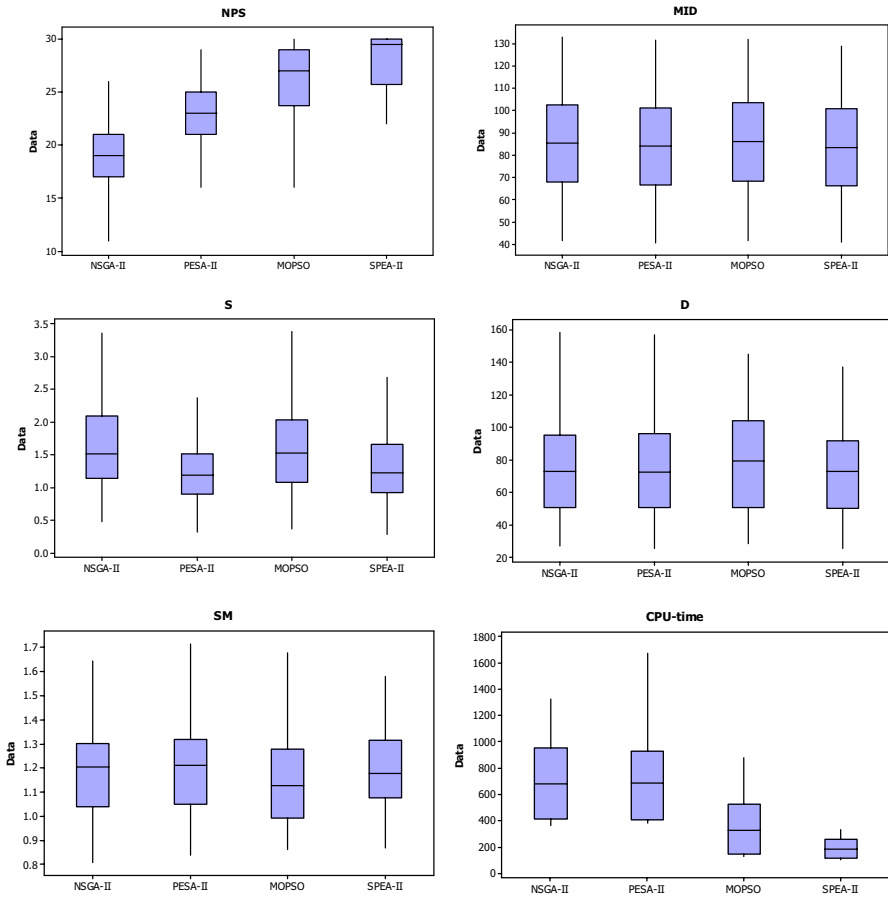 NPS
Data
30
25
20
15
10
NSGA-II PESA-II MOPSO SPEA-II
MID
Data
130
120
110
100
90
80
70
60
50
40
NSGA-II PESA-II MOPSO SPEA-II
S
Data
3.5
3.0
2.5
2.0
1.5
1.0
0.5
0.0
NSGA-II PESA-II MOPSO SPEA-II
D
Data
160
140
120
100
80
60
40
20
NSGA-II PESA-II MOPSO SPEA-II
SM
Data
1.7
1.6
1.5
1.4
1.3
1.2
1.1
1.0
0.9
0.8
NSGA-II PESA-II MOPSO SPEA-II
CPU-time
Data
1800
1600
1400
1200
1000
800
600
400
200
0
NSGA-II PESA-II MOPSO SPEA-II